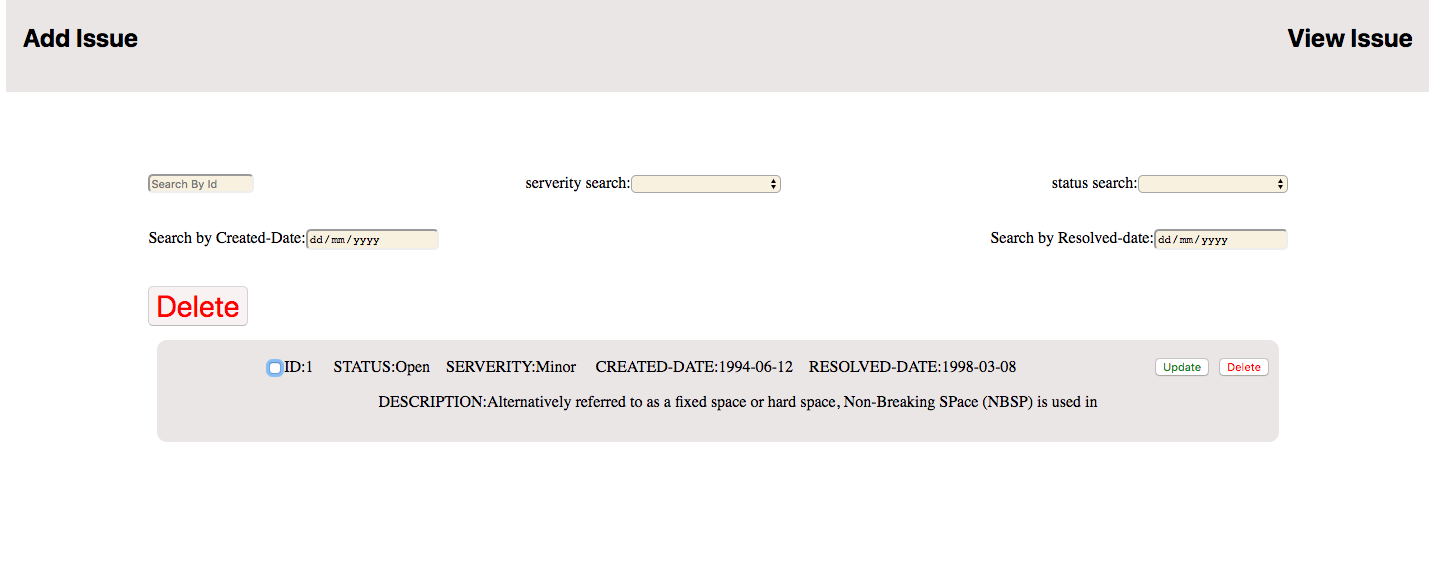 Add Issue View Issue
Search By Id serverity search: status search:
Search by Created-Date: dd/mm/yyyy Search by Resolved-date: dd/mm/yyyy
Delete
ID:1 STATUS:Open SERVERITY:Minor CREATED-DATE:1994-06-12 RESOLVED-DATE:1998-03-08 Update Delete
DESCRIPTION:Alternatively referred to as a fixed space or hard space, Non-Breaking SPace (NBSP) is used in